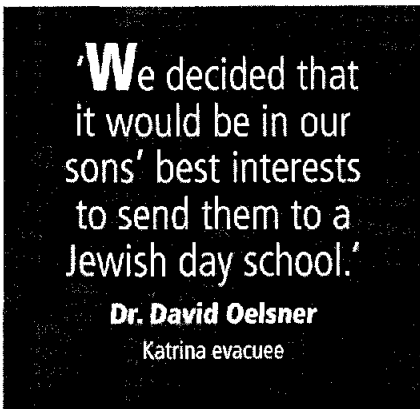 'We decided that
it would be in our
sons' best interests
to send them to a
Jewish day school.'
Dr. David Oelsner
Katrina evacuee